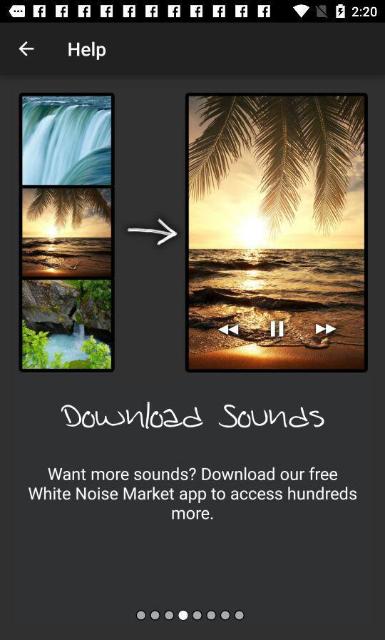 2:20
Help
Download Sounds
Want more sounds? Download our free
White Noise Market app to access hundreds
more.